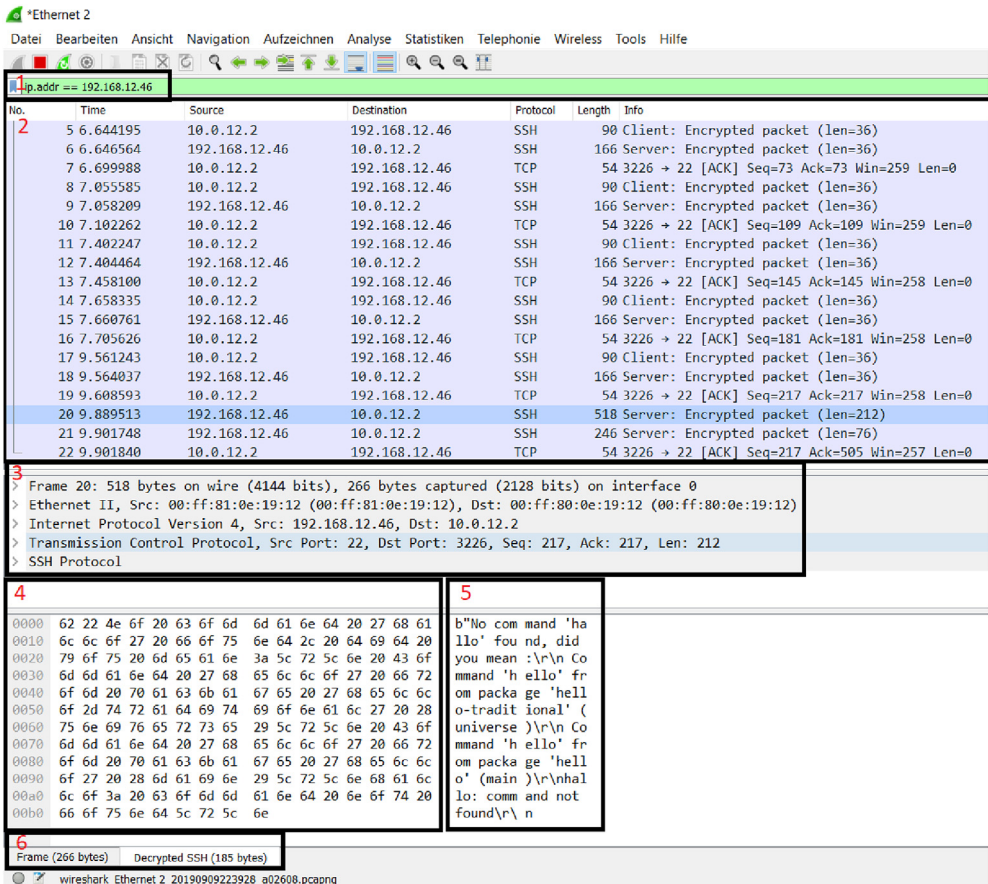 *Ethernet 2
Datei Bearbeiten Ansicht Navigation Aufzeichnen Analyse Statistiken Telephonie Wireless Tools Hilfe
1
ip.addr == 192.168.12.46
No. Time Source Destination Protocol Length Info
2
5 6.644195 10.0.12.2 192.168.12.46 SSH 90 Client: Encrypted packet (len=36)
6 6.646564 192.168.12.46 10.0.12.2 SSH 166 Server: Encrypted packet (len=36)
7 6.699988 10.0.12.2 192.168.12.46 TCP 54 3226 → 22 [ACK] Seq=73 Ack=73 Win=259 Len=0
8 7.055585 10.0.12.2 192.168.12.46 SSH 90 Client: Encrypted packet (len=36)
9 7.058209 192.168.12.46 10.0.12.2 SSH 166 Server: Encrypted packet (len=36)
10 7.102262 10.0.12.2 192.168.12.46 TCP 54 3226 → 22 [ACK] Seq=109 Ack=109 Win=259 Len=0
11 7.402247 10.0.12.2 192.168.12.46 SSH 90 Client: Encrypted packet (len=36)
12 7.404464 192.168.12.46 10.0.12.2 SSH 166 Server: Encrypted packet (len=36)
13 7.458100 10.0.12.2 192.168.12.46 TCP 54 3226 → 22 [ACK] Seq=145 Ack=145 Win=258 Len=0
14 7.658335 10.0.12.2 192.168.12.46 SSH 90 Client: Encrypted packet (len=36)
15 7.660761 192.168.12.46 10.0.12.2 SSH 166 Server: Encrypted packet (len=36)
16 7.705626 10.0.12.2 192.168.12.46 TCP 54 3226 → 22 [ACK] Seq=181 Ack=181 Win=258 Len=0
17 9.561243 10.0.12.2 192.168.12.46 SSH 90 Client: Encrypted packet (len=36)
18 9.564037 192.168.12.46 10.0.12.2 SSH 166 Server: Encrypted packet (len=36)
19 9.608593 10.0.12.2 192.168.12.46 TCP 54 3226 → 22 [ACK] Seq=217 Ack=217 Win=258 Len=0
20 9.889513 192.168.12.46 10.0.12.2 SSH 518 Server: Encrypted packet (len=212)
21 9.901748 192.168.12.46 10.0.12.2 SSH 246 Server: Encrypted packet (len=76)
22 9.901840 10.0.12.2 192.168.12.46 TCP 54 3226 → 22 [ACK] Seq=217 Ack=505 Win=257 Len=0
3
> Frame 20: 518 bytes on wire (4144 bits), 266 bytes captured (2128 bits) on interface 0
> Ethernet II, Src: 00:ff:81:0e:19:12 (00:ff:81:0e:19:12), Dst: 00:ff:80:0e:19:12 (00:ff:80:0e:19:12)
> Internet Protocol Version 4, Src: 192.168.12.46, Dst: 10.0.12.2
> Transmission Control Protocol, Src Port: 22, Dst Port: 3226, Seq: 217, Ack: 217, Len: 212
> SSH Protocol
4 5
0000 62 22 4e 6f 20 63 6f 6d 6d 61 6e 64 20 27 68 61 b"No com mand 'ha
0010 6c 6c 6f 27 20 66 6f 75 6e 64 2c 20 64 69 64 20 llo' fou nd, did
0020 79 6f 75 20 6d 65 61 6e 3a 5c 72 5c 6e 20 43 6f you mean :\r\n Co
0030 6d 6d 61 6e 64 20 27 68 65 6c 6c 6f 27 20 66 72 mmand 'h ello' fr
0040 6f 6d 20 70 61 63 6b 61 67 65 20 27 68 65 6c 6c om packa ge 'hell
0050 6f 2d 74 72 61 64 69 74 69 6f 6e 61 6c 27 20 28 o-tradit ional' (
0060 75 6e 69 76 65 72 73 65 29 5c 72 5c 6e 20 43 6f universe )\r\n Co
0070 6d 6d 61 6e 64 20 27 68 65 6c 6c 6f 27 20 66 72 mmand 'h ello' fr
0080 6f 6d 20 70 61 63 6b 61 67 65 20 27 68 65 6c 6c om packa ge 'hell
0090 6f 27 20 28 6d 61 69 6e 29 5c 72 5c 6e 68 61 6c o' (main )\r\nhal
00a0 6c 6f 3a 20 63 6f 6d 6d 61 6e 64 20 6e 6f 74 20 lo: comm and not
00b0 66 6f 75 6e 64 5c 72 5c 6e found\r\ n
6
Frame (266 bytes) Decrypted SSH (185 bytes)
wireshark_Ethernet 2_20190909223928_a02608.pcapng